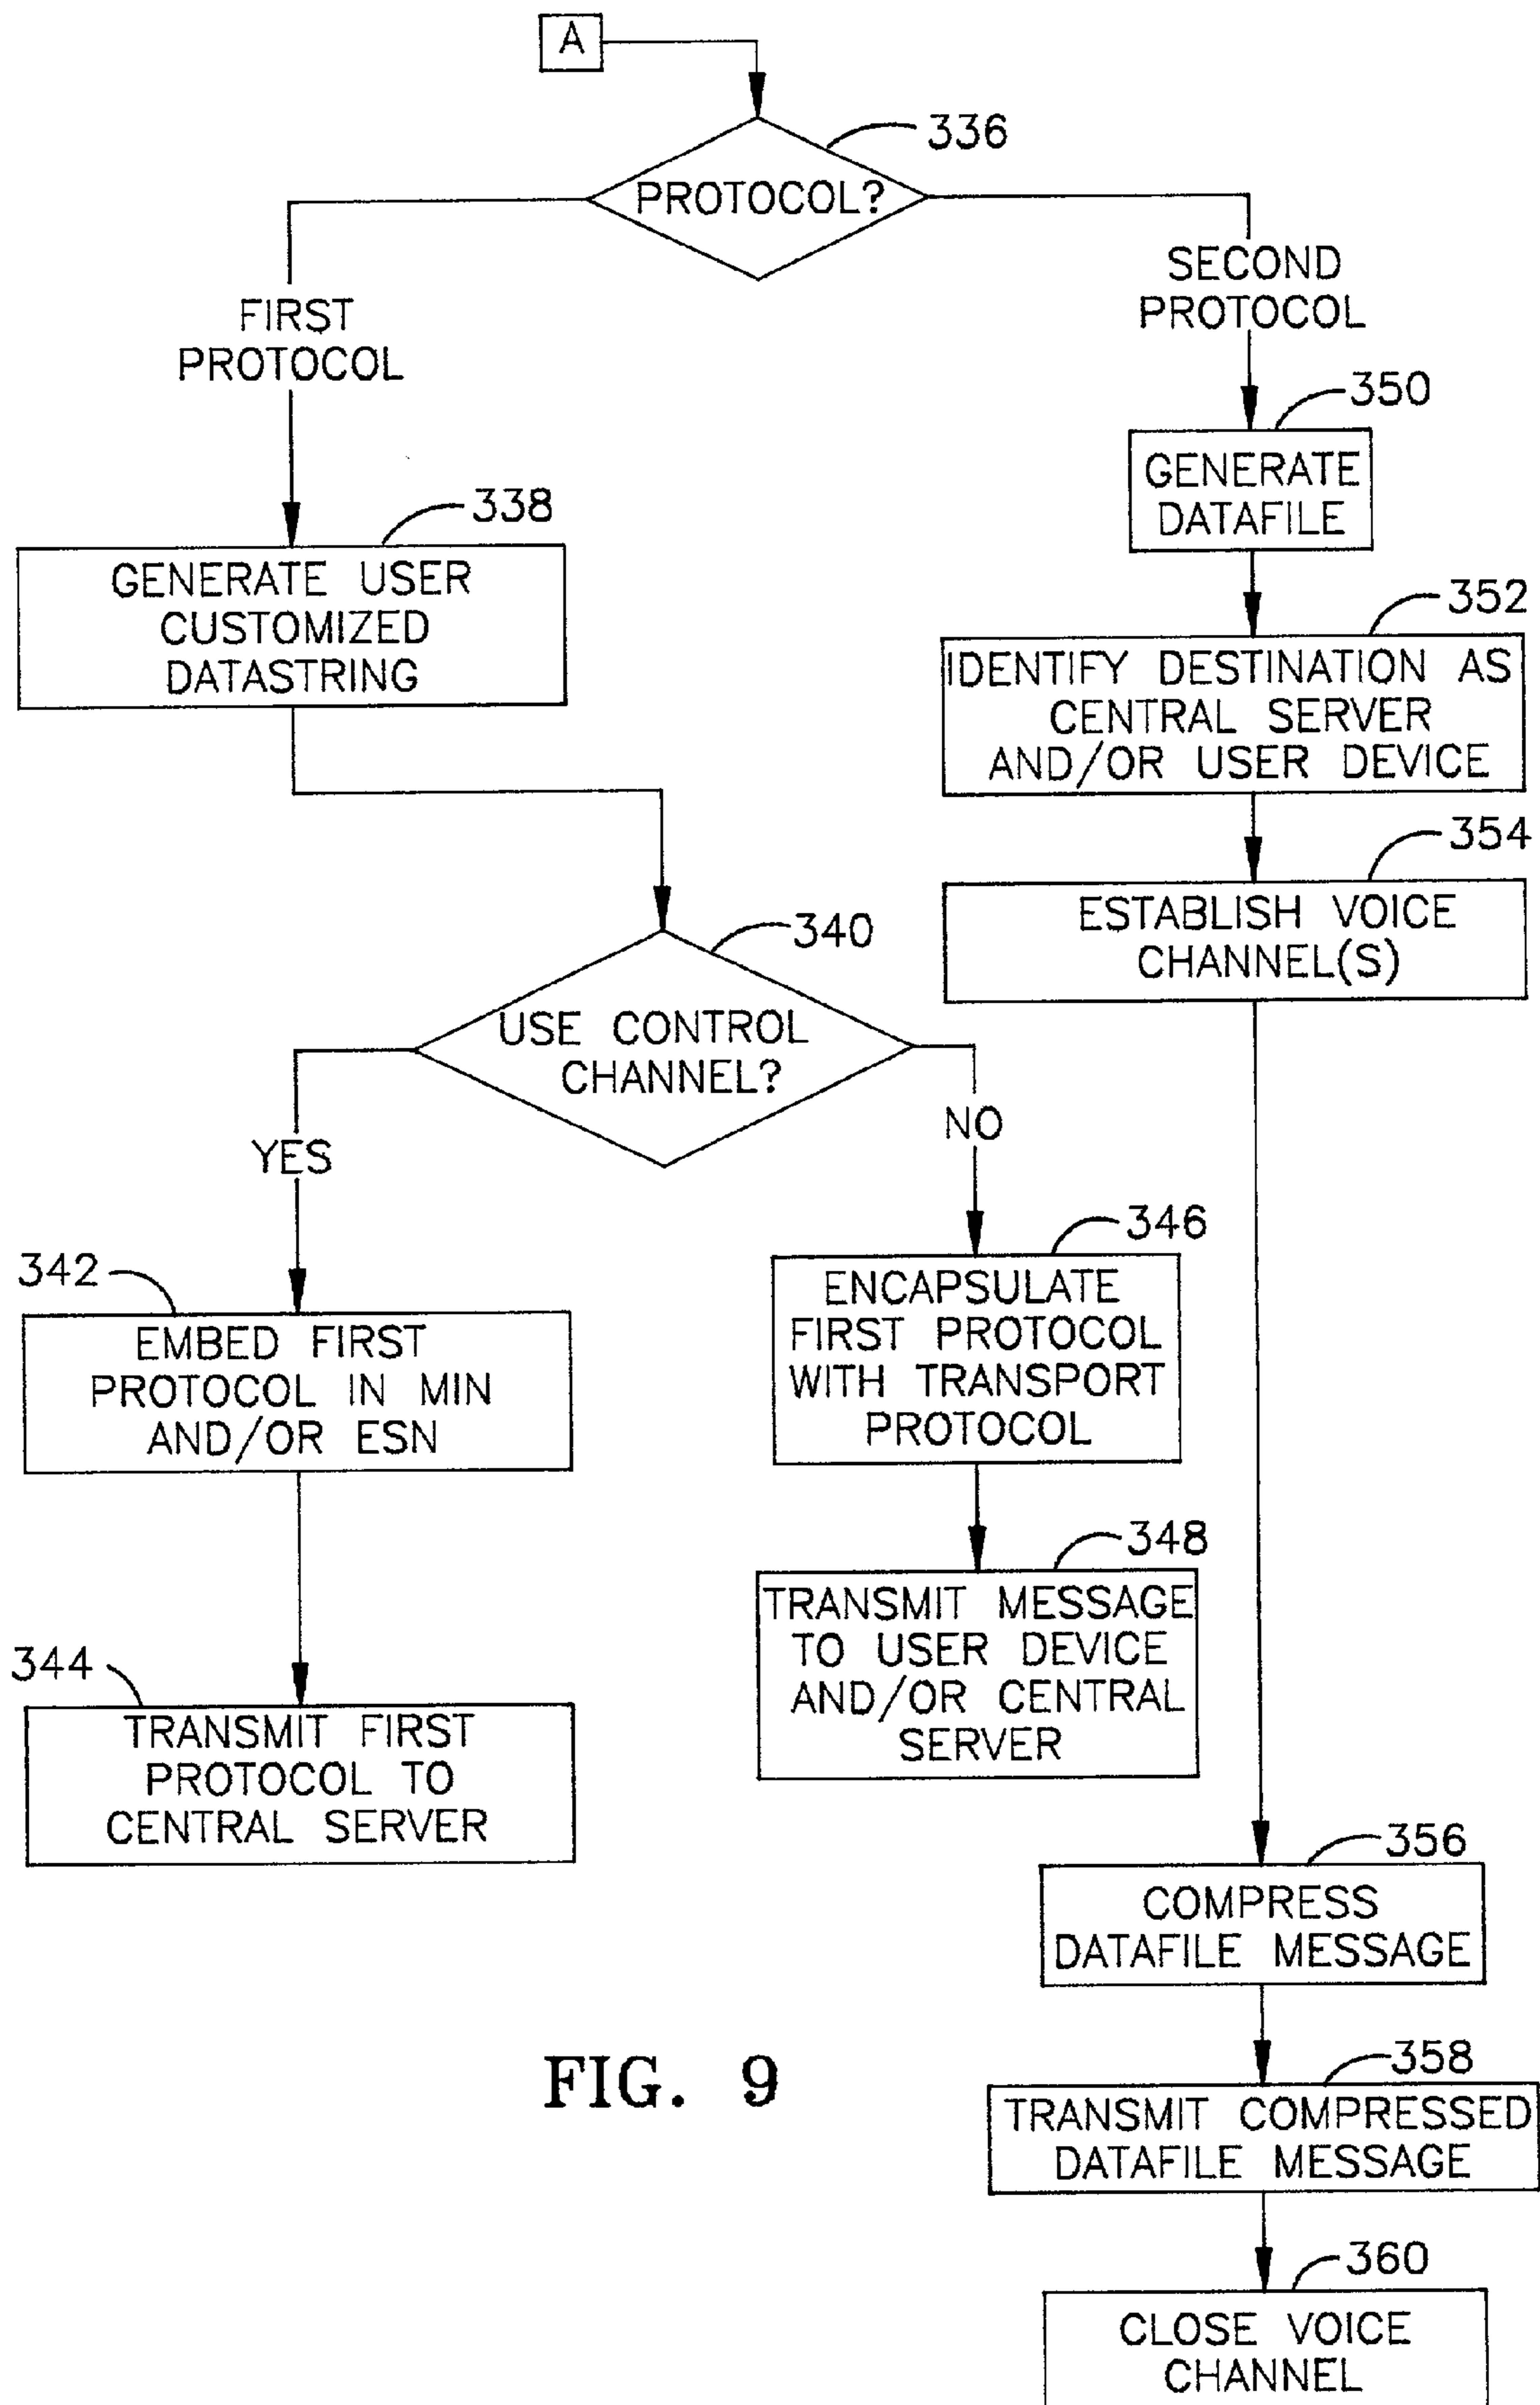 A
336
PROTOCOL?
FIRST
PROTOCOL
SECOND
PROTOCOL
338
GENERATE USER
CUSTOMIZED
DATASTRING
350
GENERATE
DATAFILE
352
IDENTIFY DESTINATION AS
CENTRAL SERVER
AND/OR USER DEVICE
354
ESTABLISH VOICE
CHANNEL(S)
340
USE CONTROL
CHANNEL?
YES
NO
342
EMBED FIRST
PROTOCOL IN MIN
AND/OR ESN
346
ENCAPSULATE
FIRST PROTOCOL
WITH TRANSPORT
PROTOCOL
344
TRANSMIT FIRST
PROTOCOL TO
CENTRAL SERVER
348
TRANSMIT MESSAGE
TO USER DEVICE
AND/OR CENTRAL
SERVER
356
COMPRESS
DATAFILE MESSAGE
358
TRANSMIT COMPRESSED
DATAFILE MESSAGE
360
CLOSE VOICE
CHANNEL
FIG. 9